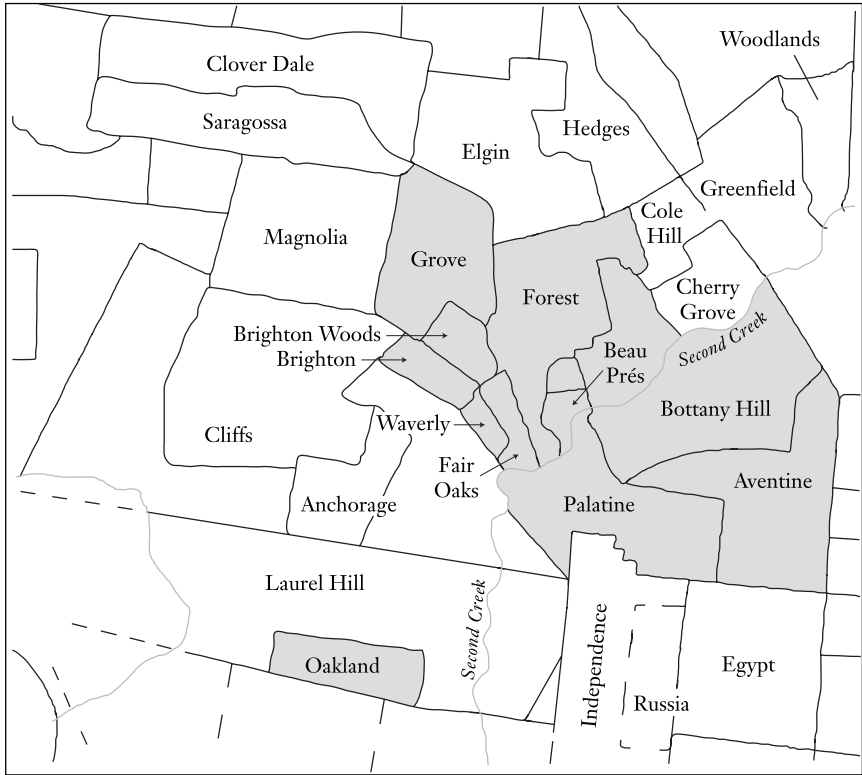 Woodlands
Clover Dale
Saragossa
Hedges
Elgin
Greenfield
Cole
Hill
Magnolia
Grove
Forest
Cherry
Grove
Second Creek
Brighton Woods
Brighton
Beau
Prés
Bottany Hill
Waverly
Cliffs
Fair
Oaks
Aventine
Anchorage
Palatine
Laurel Hill
Second Creek
Independence
Oakland
Egypt
Russia